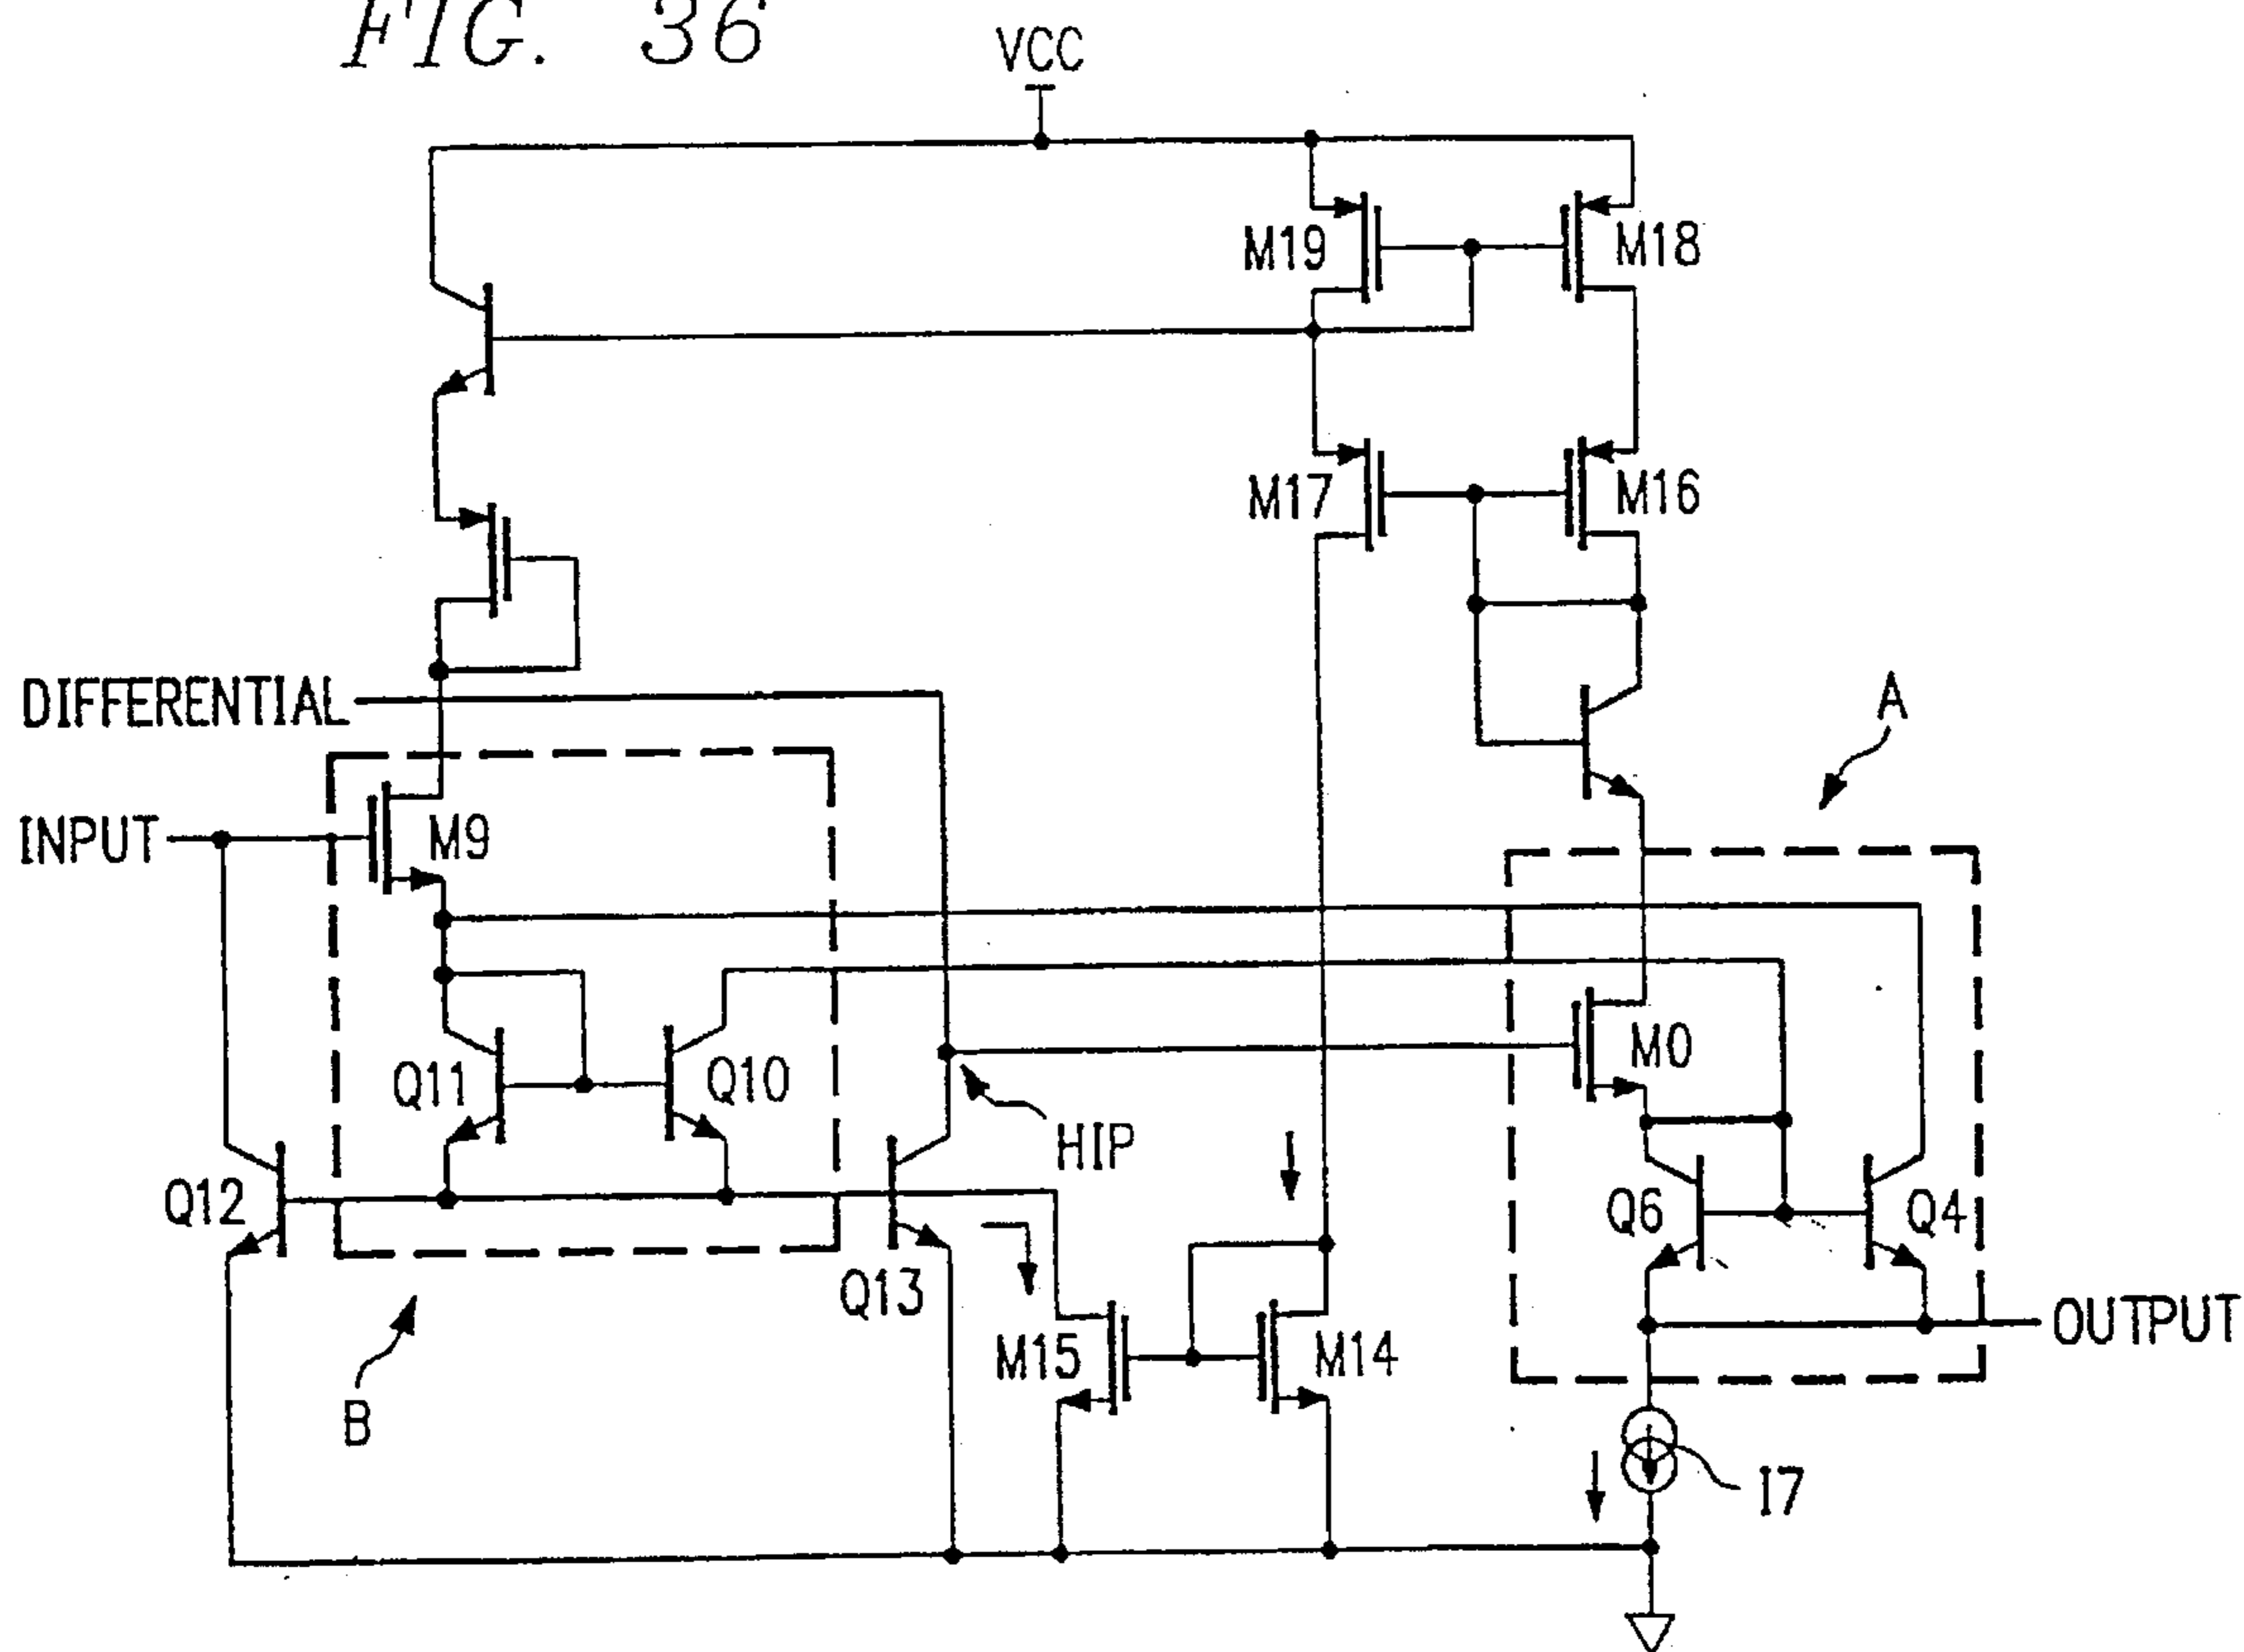 FIG. 36
VCC
M19
M18
M17
M16
DIFFERENTIAL
A
INPUT
M9
M0
Q11
Q10
HIP
Q12
Q6
Q4
Q13
M15
M14
OUTPUT
B
I7